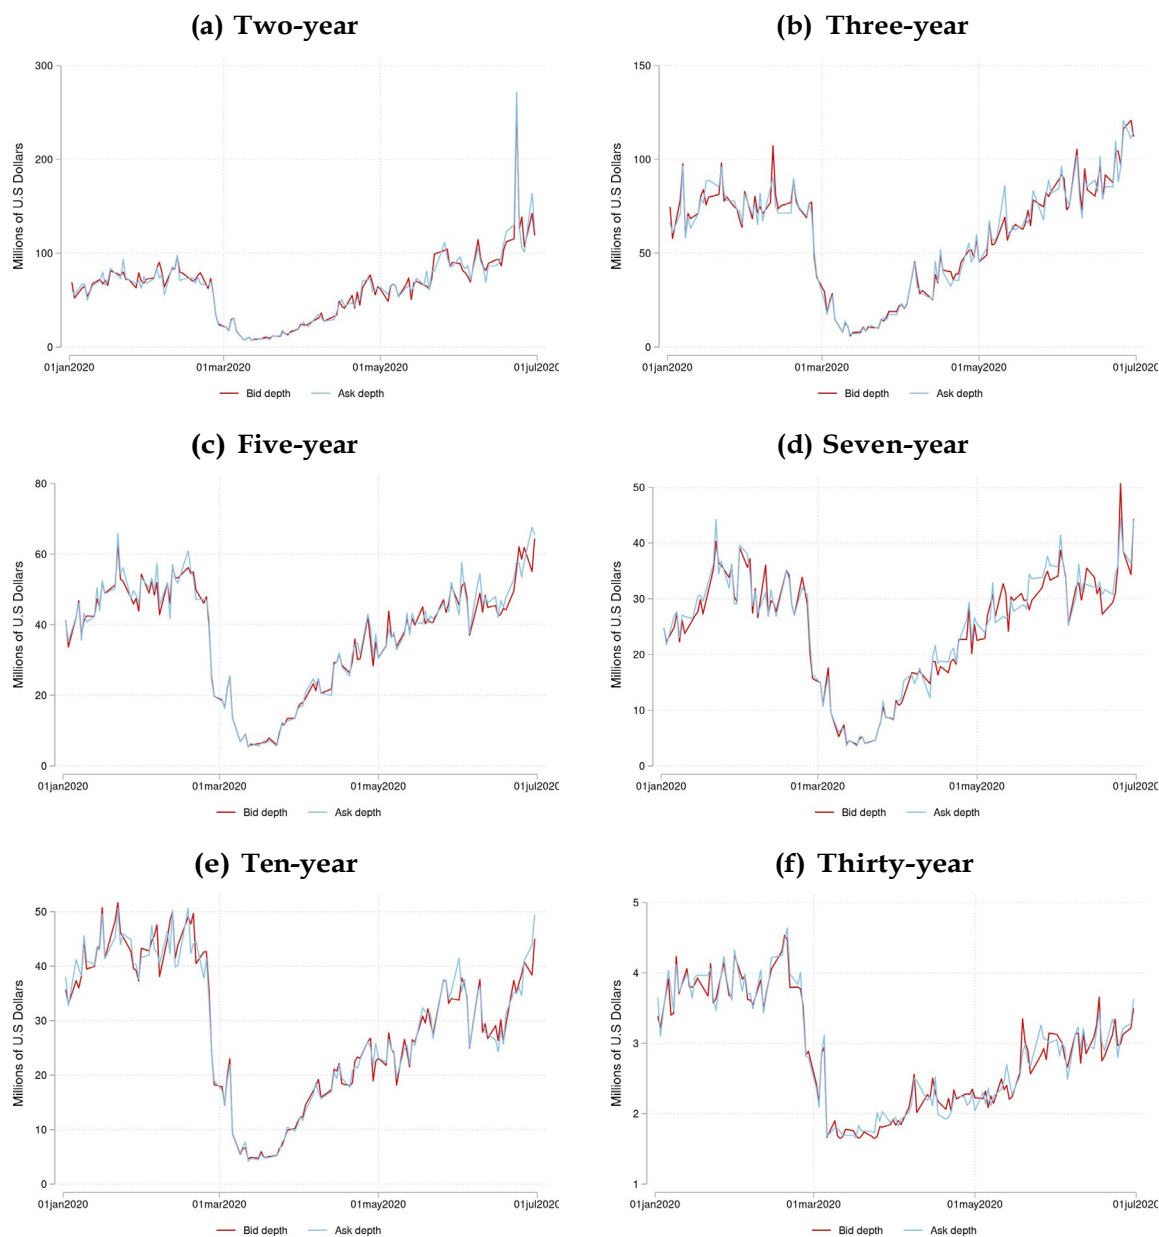 (a) Two-year
300
200
100
0
Millions of U.S Dollars
01jan2020 01mar2020 01may2020 01jul2020
Bid depth Ask depth
(b) Three-year
150
100
50
0
Millions of U.S Dollars
01jan2020 01mar2020 01may2020 01jul2020
Bid depth Ask depth
(c) Five-year
80
60
40
20
0
Millions of U.S Dollars
01jan2020 01mar2020 01may2020 01jul2020
Bid depth Ask depth
(d) Seven-year
50
40
30
20
10
0
Millions of U.S Dollars
01jan2020 01mar2020 01may2020 01jul2020
Bid depth Ask depth
(e) Ten-year
50
40
30
20
10
0
Millions of U.S Dollars
01jan2020 01mar2020 01may2020 01jul2020
Bid depth Ask depth
(f) Thirty-year
5
4
3
2
1
Millions of U.S Dollars
01jan2020 01mar2020 01may2020 01jul2020
Bid depth Ask depth